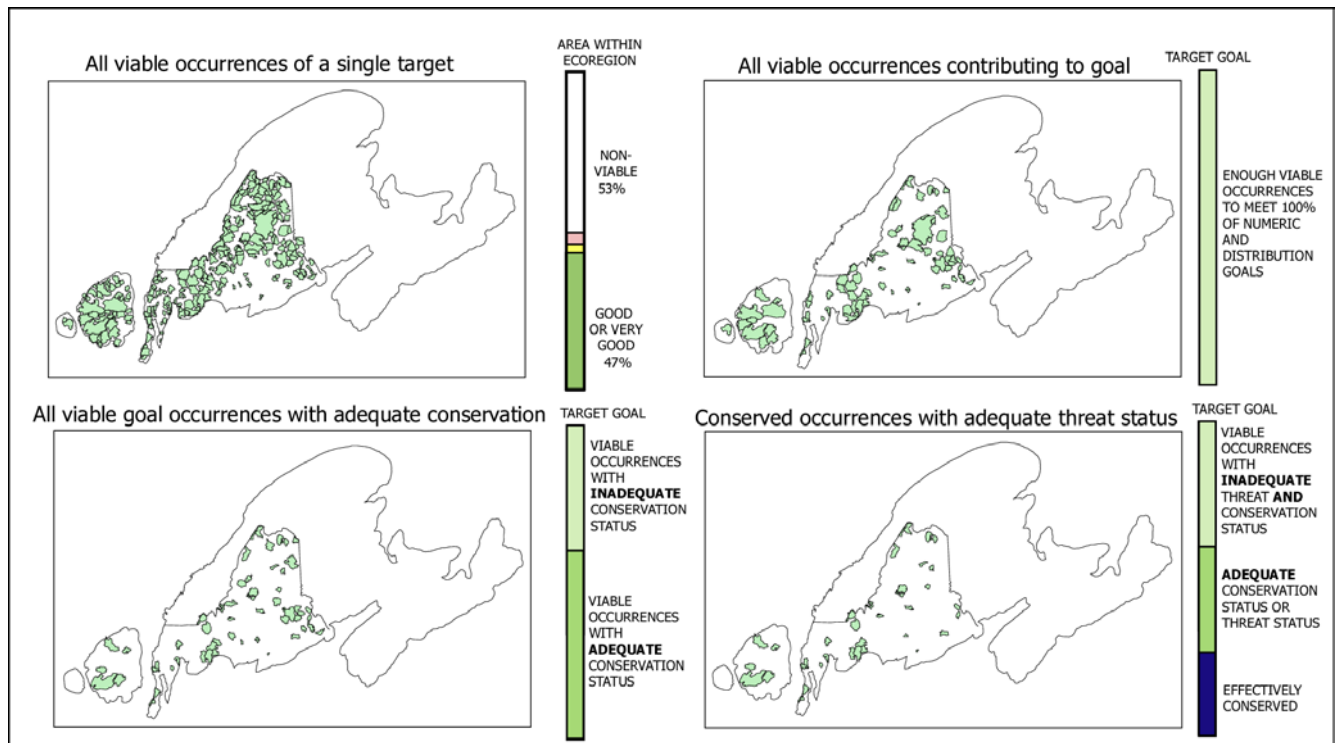 All viable occurrences of a single target
AREA WITHIN
ECOREGION
NON-
VIABLE
53%
GOOD
OR VERY
GOOD
47%
All viable occurrences contributing to goal
TARGET GOAL
ENOUGH VIABLE
OCCURRENCES
TO MEET 100%
OF NUMERIC
AND
DISTRIBUTION
GOALS
All viable goal occurrences with adequate conservation
TARGET GOAL
VIABLE
OCCURRENCES
WITH
INADEQUATE
CONSERVATION
STATUS
VIABLE
OCCURRENCES
WITH
ADEQUATE
CONSERVATION
STATUS
Conserved occurrences with adequate threat status
TARGET GOAL
VIABLE
OCCURRENCES
WITH
INADEQUATE
THREAT AND
CONSERVATION
STATUS
ADEQUATE
CONSERVATION
STATUS OR
THREAT STATUS
EFFECTIVELY
CONSERVED